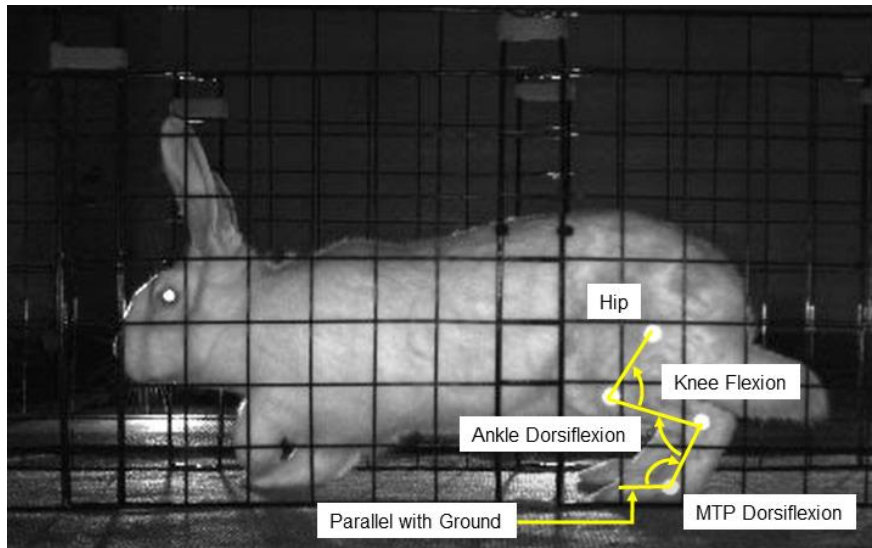 Hip
Knee Flexion
Ankle Dorsiflexion
MTP Dorsiflexion
Parallel with Ground